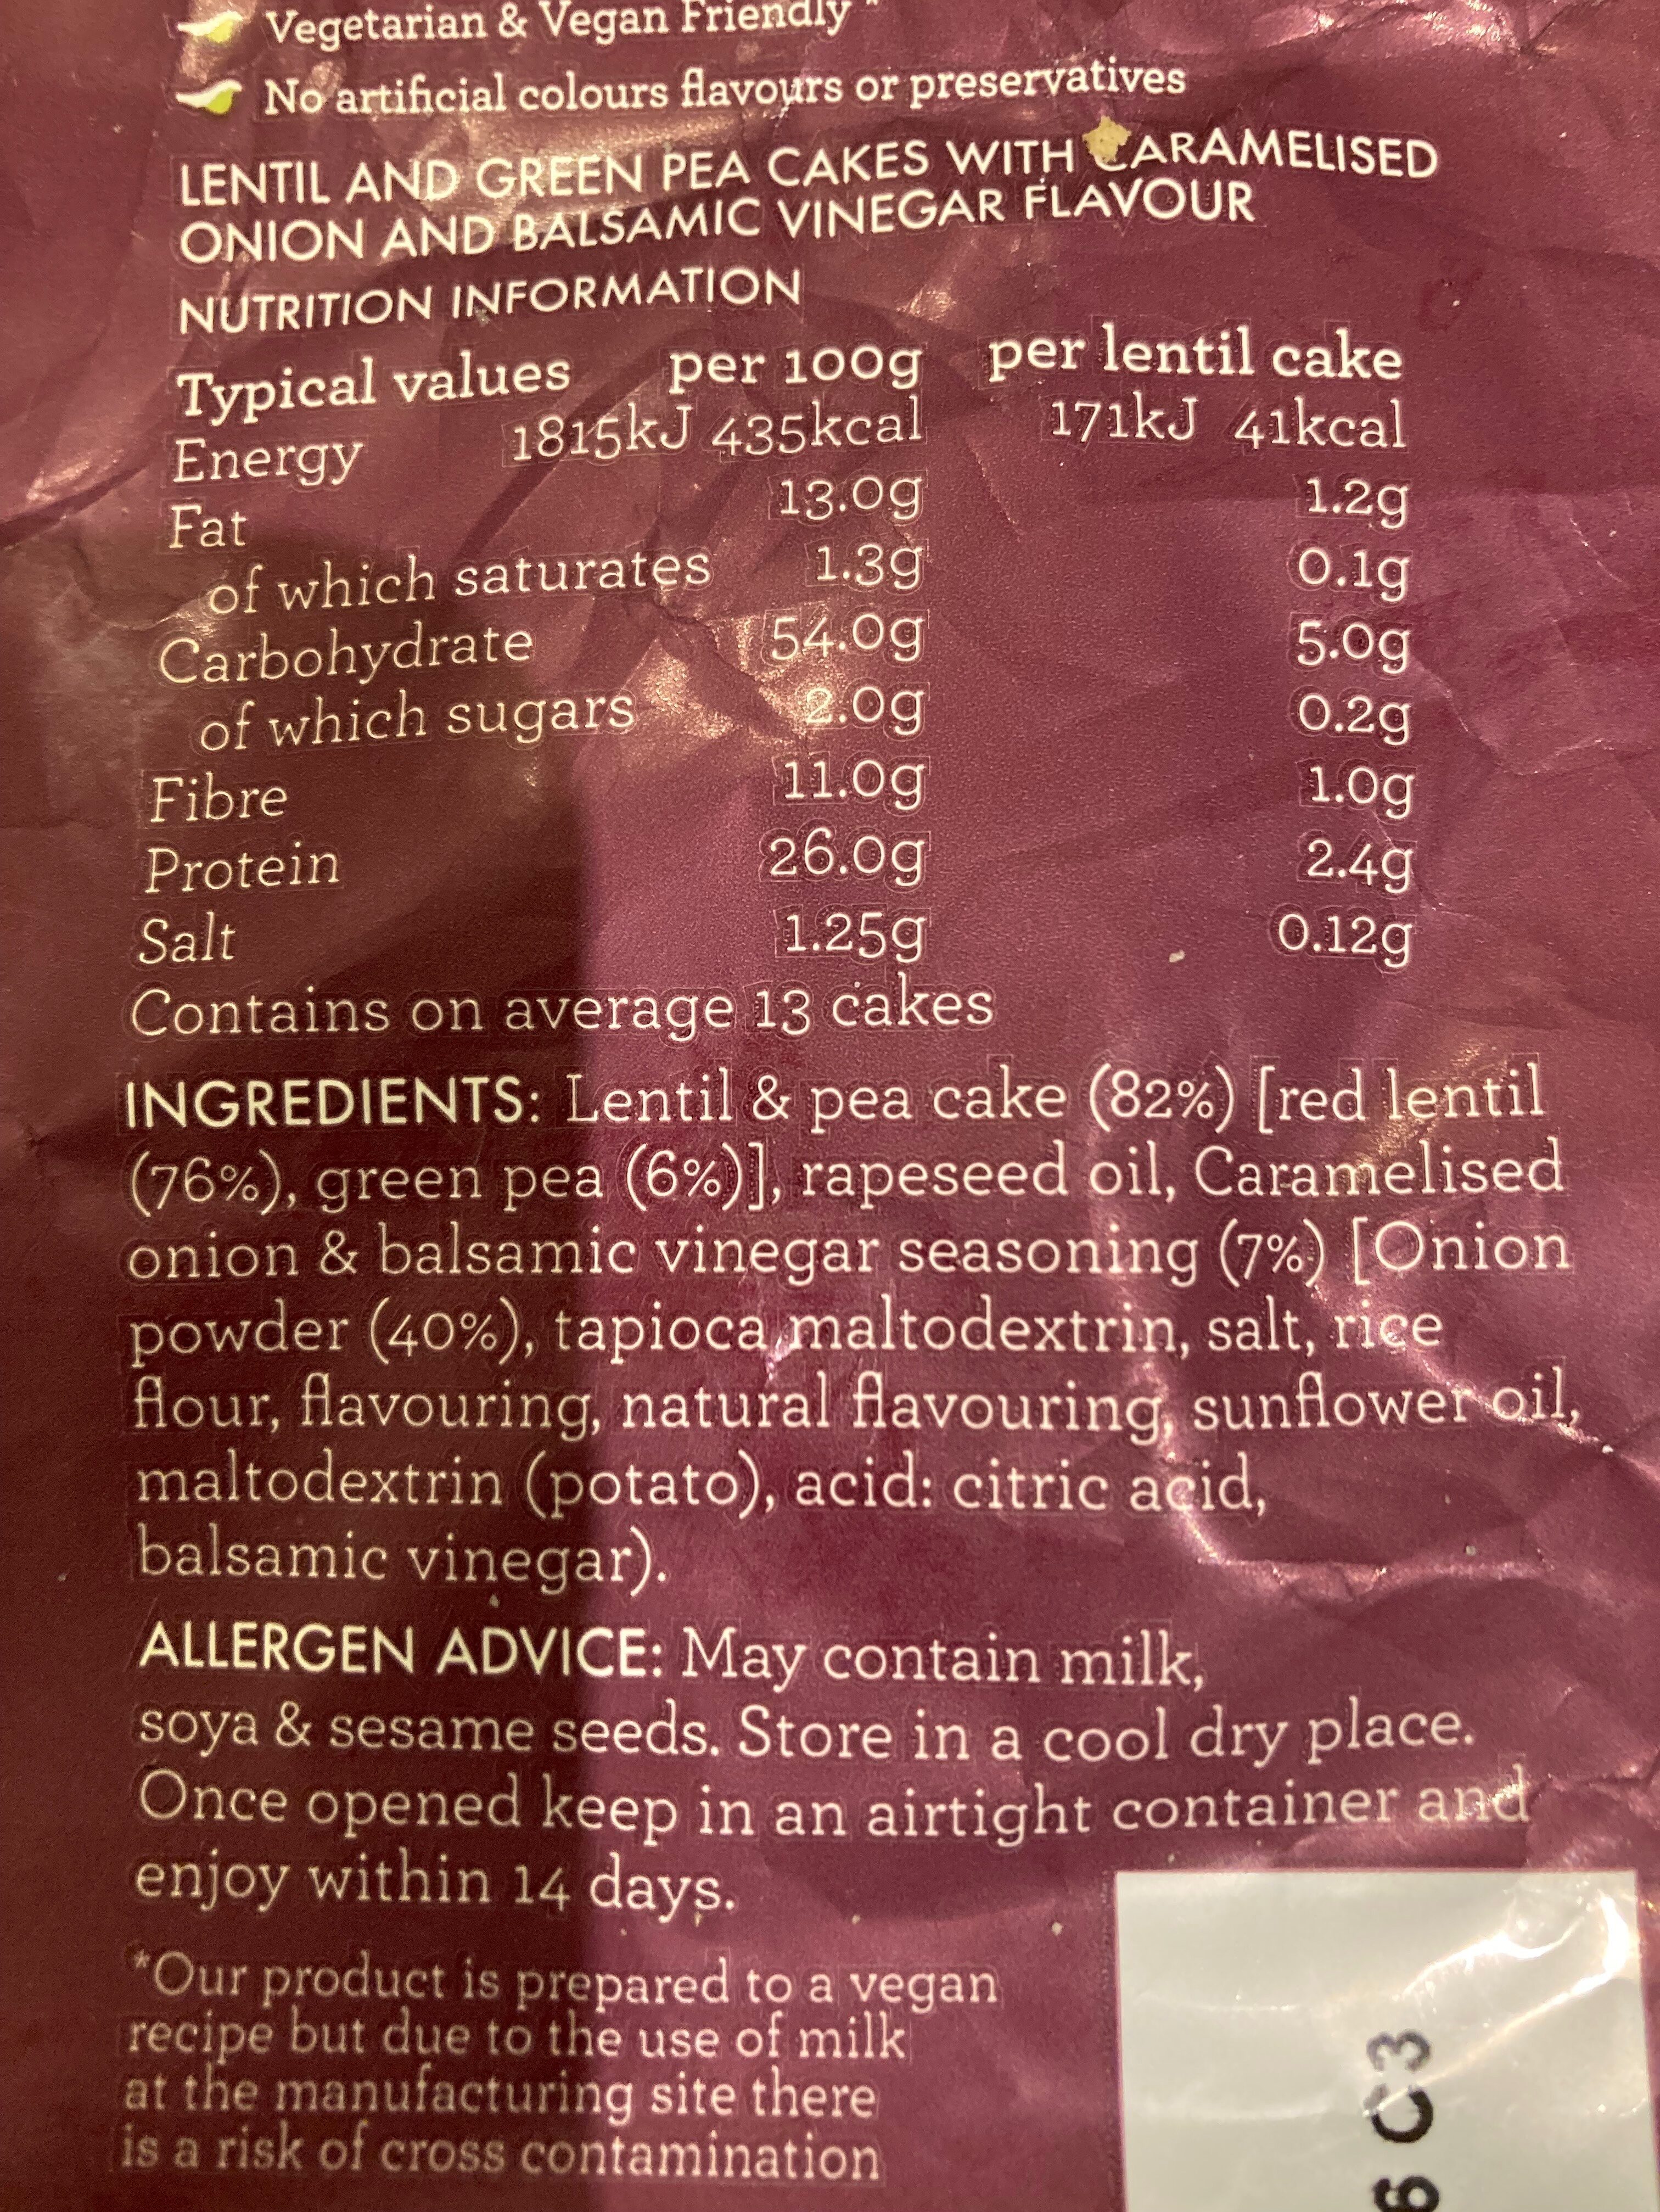 Vegetarian & Vegan Friendly *
No artificial colours flavours or preservatives
LENTIL AND GREEN PEA CAKES WITH CARAMELISED
ONION AND BALSAMIC VINEGAR FLAVOUR
NUTRITION INFORMATION
Typical values per 100g per lentil cake
Energy 1815kJ 435kcal 171kJ 41kcal
Fat 13.0g 1.2g
of which saturates 1.3g 0.1g
Carbohydrate 54.0g 5.0g
of which sugars 2.0g 0.2g
Fibre 11.0g 1.0g
Protein 26.0g 2.4g
Salt 1.25g 0.12g
Contains on average 13 cakes
INGREDIENTS: Lentil & pea cake (82%) [red lentil
(76%), green pea (6%)], rapeseed oil, Caramelised
onion & balsamic vinegar seasoning (7%) [Onion
powder (40%), tapioca maltodextrin, salt, rice
flour, flavouring, natural flavouring, sunflower oil,
maltodextrin (potato), acid: citric acid,
balsamic vinegar).
ALLERGEN ADVICE: May contain milk,
soya & sesame seeds. Store in a cool dry place.
Once opened keep in an airtight container and
enjoy within 14 days.
*Our product is prepared to a vegan
recipe but due to the use of milk
at the manufacturing site there
is a risk of cross contamination
6 C3